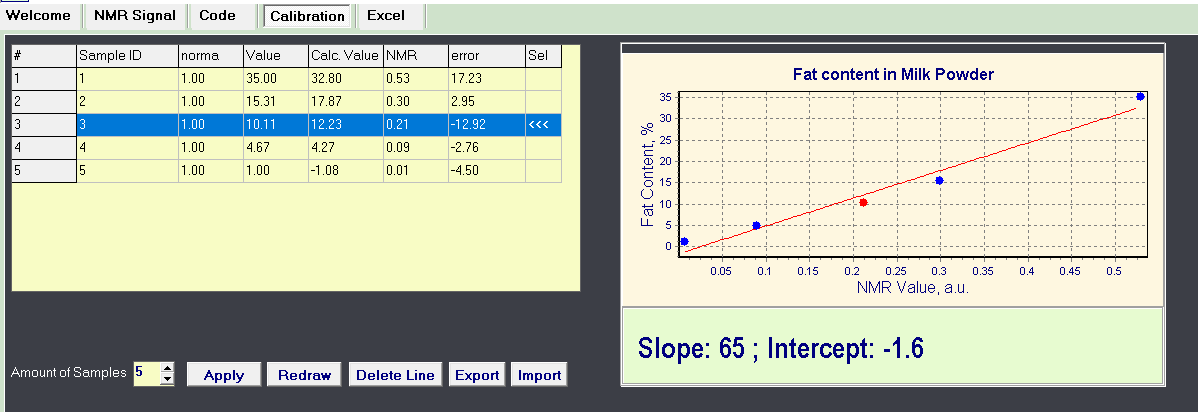 Welcome NMR Signal Code Calibration Excel
# Sample ID norma Value Calc. Value NMR error Sel
1 1 1.00 35.00 32.80 0.53 17.23
2 2 1.00 15.31 17.87 0.30 2.95
3 3 1.00 10.11 12.23 0.21 -12.92 <<<
4 4 1.00 4.67 4.27 0.09 -2.76
5 5 1.00 1.00 -1.08 0.01 -4.50
Amount of Samples 5 Apply Redraw Delete Line Export Import
Fat content in Milk Powder
Fat Content, %
35
30
25
20
15
10
5
0
0.05 0.1 0.15 0.2 0.25 0.3 0.35 0.4 0.45 0.5
NMR Value, a.u.
Slope: 65 ; Intercept: -1.6